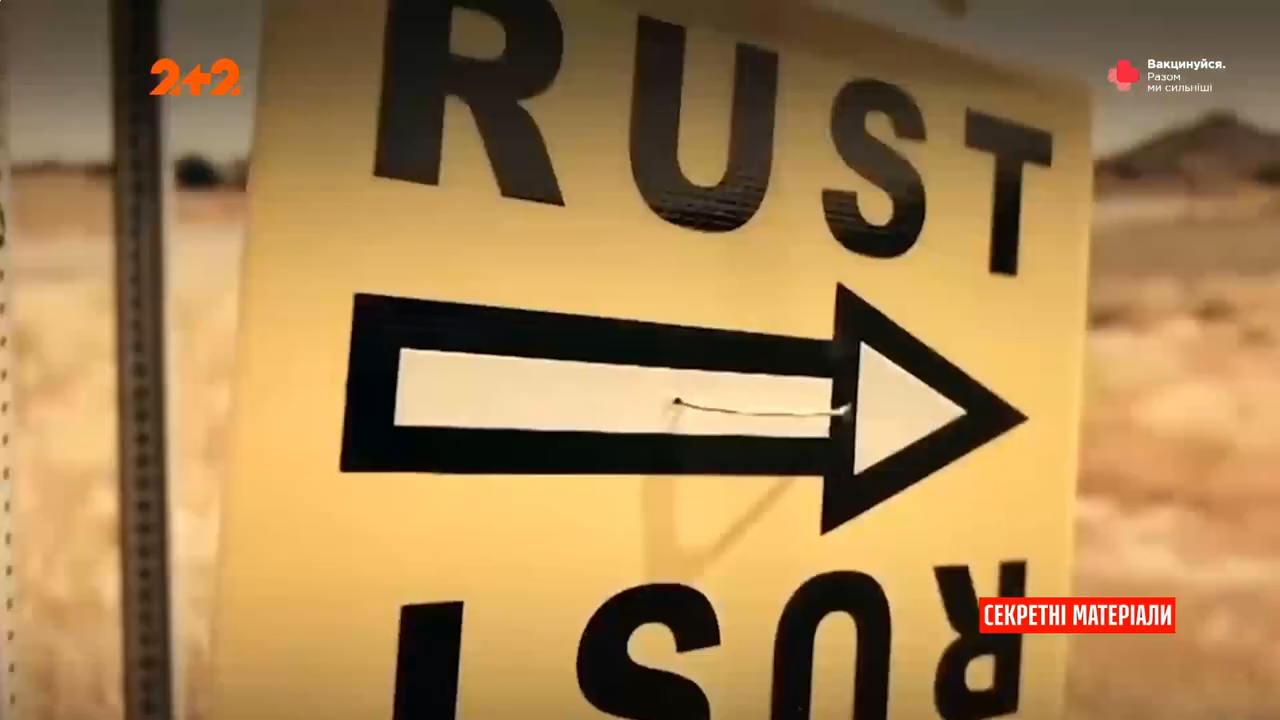 2+2
Вакцинуйся.
Разом
ми сильніші
RUST
RUST
СЕКРЕТНІ МАТЕРІАЛИ